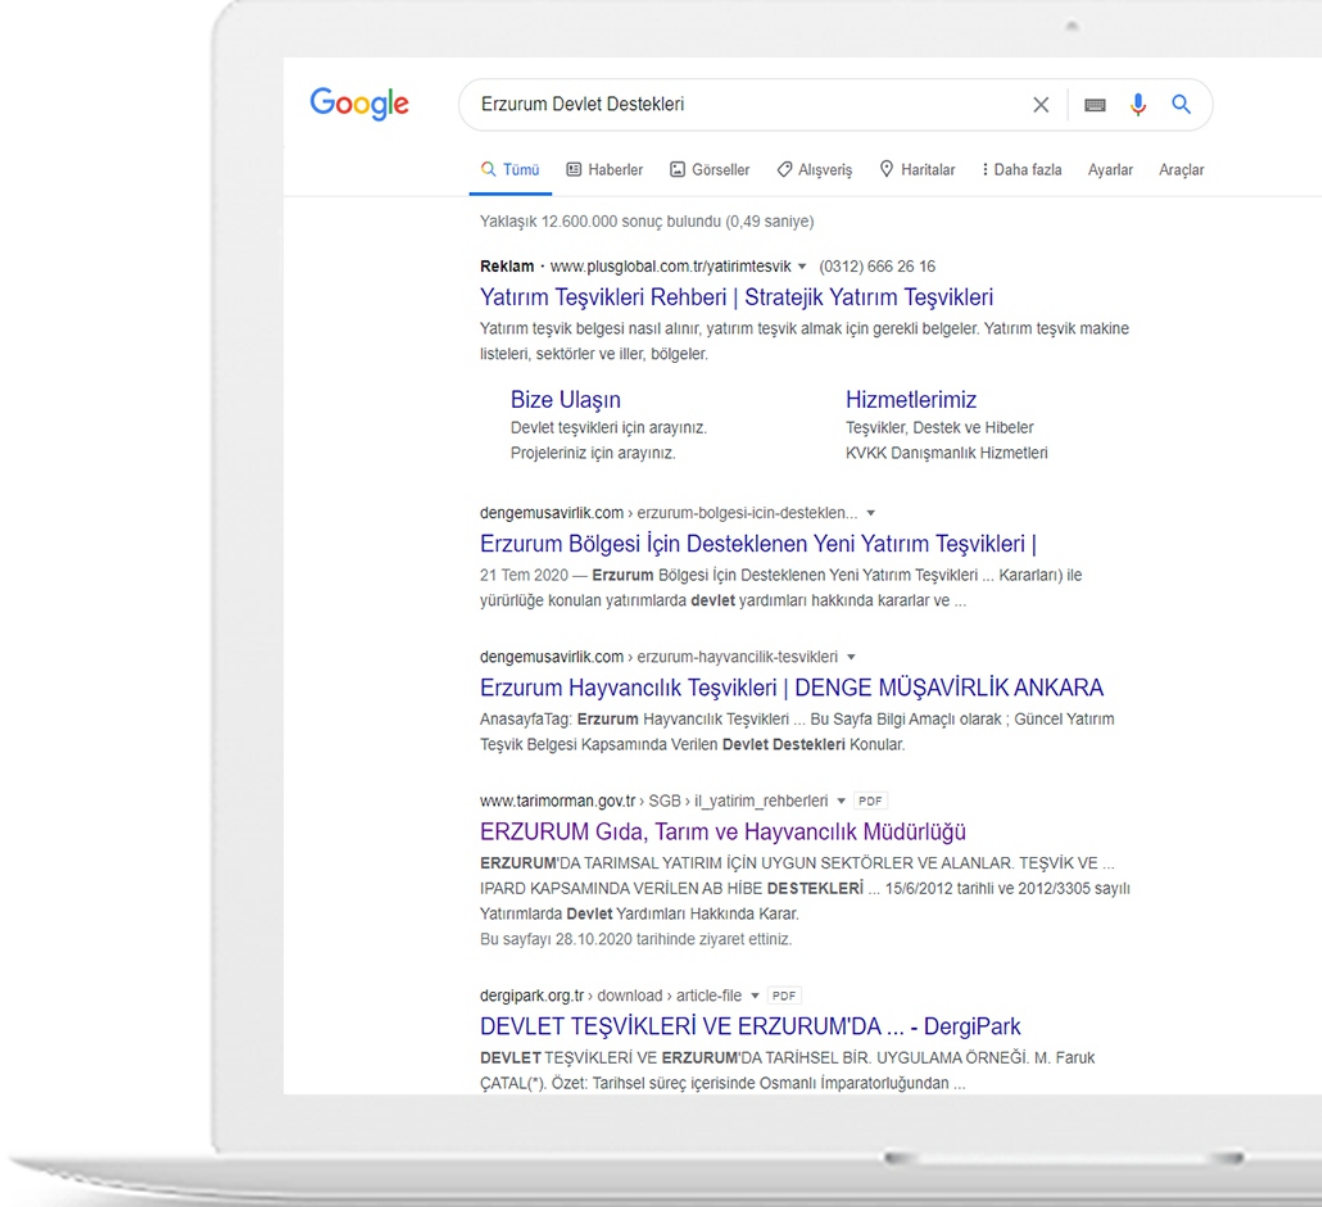 Google
Erzurum Devlet Destekleri
Tümü Haberler Görseller Alışveriş Haritalar Daha fazla Ayarlar Araçlar
Yaklaşık 12.600.000 sonuç bulundu (0,49 saniye)
Reklam · www.plusglobal.com.tr/yatirimtesvik (0312) 666 26 16
Yatırım Teşvikleri Rehberi | Stratejik Yatırım Teşvikleri
Yatırım teşvik belgesi nasıl alınır, yatırım teşvik almak için gerekli belgeler. Yatırım teşvik makine
listeleri, sektörler ve iller, bölgeler.
Bize Ulaşın
Devlet teşvikleri için arayınız.
Projeleriniz için arayınız.
Hizmetlerimiz
Teşvikler, Destek ve Hibeler
KVKK Danışmanlık Hizmetleri
dengemusavirlik.com › erzurum-bolgesi-icin-desteklen...
Erzurum Bölgesi İçin Desteklenen Yeni Yatırım Teşvikleri |
21 Tem 2020 — Erzurum Bölgesi İçin Desteklenen Yeni Yatırım Teşvikleri ... Kararları) ile
yürürlüğe konulan yatırımlarda devlet yardımları hakkında kararlar ve ...
dengemusavirlik.com › erzurum-hayvancilik-tesvikleri
Erzurum Hayvancılık Teşvikleri | DENGE MÜŞAVİRLİK ANKARA
AnasayfaTag: Erzurum Hayvancılık Teşvikleri ... Bu Sayfa Bilgi Amaçlı olarak ; Güncel Yatırım
Teşvik Belgesi Kapsamında Verilen Devlet Destekleri Konular.
www.tarimorman.gov.tr › SGB › il_yatirim_rehberleri PDF
ERZURUM Gıda, Tarım ve Hayvancılık Müdürlüğü
ERZURUM'DA TARIMSAL YATIRIM İÇİN UYGUN SEKTÖRLER VE ALANLAR. TEŞVİK VE ...
IPARD KAPSAMINDA VERİLEN AB HİBE DESTEKLERİ ... 15/6/2012 tarihli ve 2012/3305 sayılı
Yatırımlarda Devlet Yardımları Hakkında Karar.
Bu sayfayı 28.10.2020 tarihinde ziyaret ettiniz.
dergipark.org.tr › download › article-file PDF
DEVLET TEŞVİKLERİ VE ERZURUM'DA ... - DergiPark
DEVLET TEŞVİKLERİ VE ERZURUM'DA TARİHSEL BİR. UYGULAMA ÖRNEĞİ. M. Faruk
ÇATAL(*). Özet: Tarihsel süreç içerisinde Osmanlı İmparatorluğundan ...